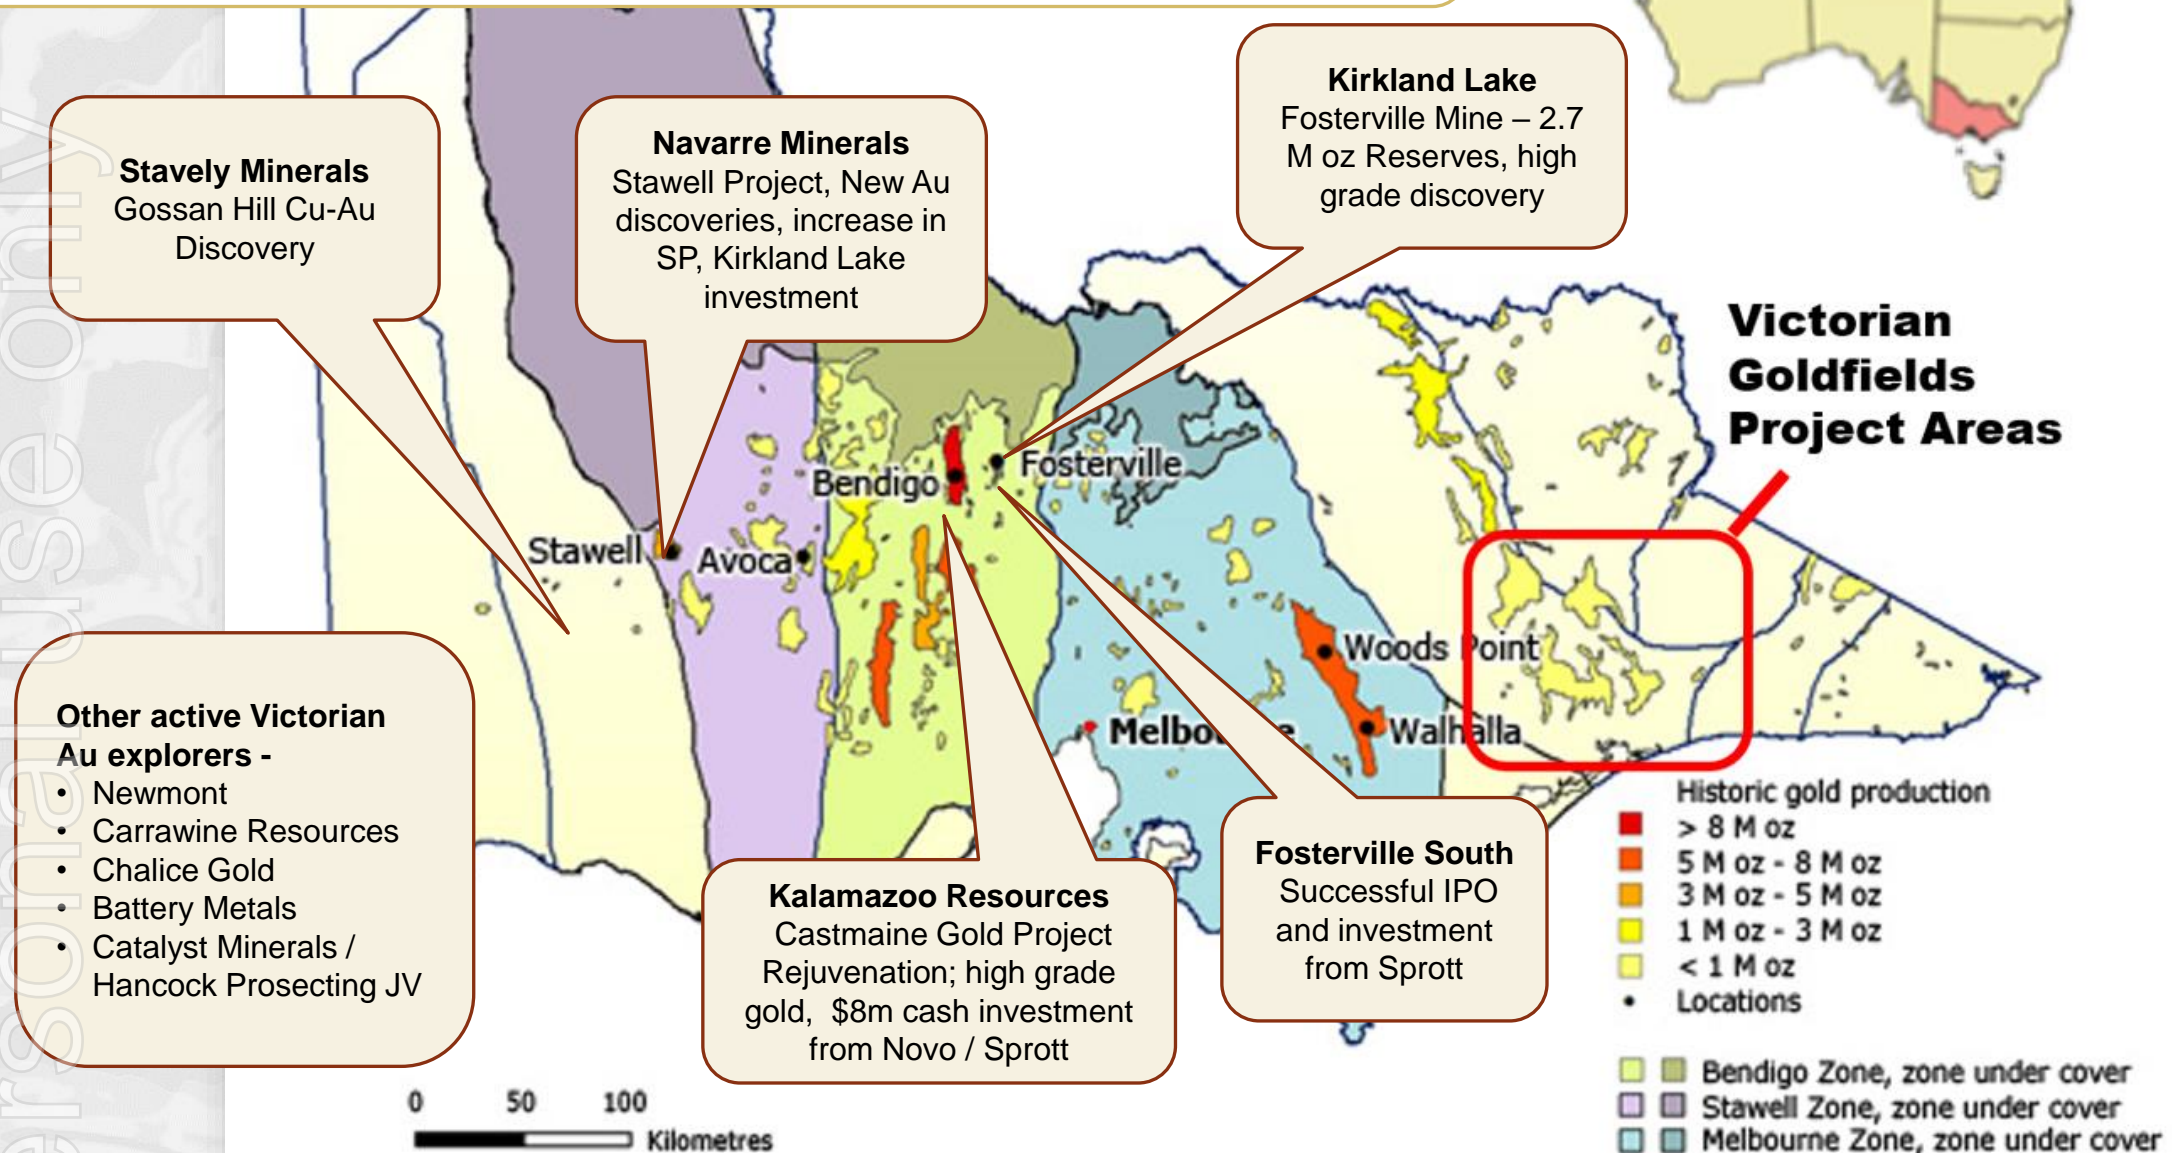 Kirkland Lake
Fosterville Mine – 2.7
M oz Reserves, high
grade discovery
Stavely Minerals
Gossan Hill Cu-Au
Discovery
Navarre Minerals
Stawell Project, New Au
discoveries, increase in
SP, Kirkland Lake
investment
Victorian
Goldfields
Project Areas
Bendigo
Fosterville
Stawell
Avoca
Woods Point
Walhalla
Other active Victorian
Au explorers -
• Newmont
• Carrawine Resources
• Chalice Gold
• Battery Metals
• Catalyst Minerals /
Hancock Prosecting JV
Kalamazoo Resources
Castmaine Gold Project
Rejuvenation; high grade
gold, $8m cash investment
from Novo / Sprott
Fosterville South
Successful IPO
and investment
from Sprott
Historic gold production
> 8 M oz
5 M oz - 8 M oz
3 M oz - 5 M oz
1 M oz - 3 M oz
< 1 M oz
Locations
Bendigo Zone, zone under cover
Stawell Zone, zone under cover
Melbourne Zone, zone under cover
0 50 100
Kilometres
use only